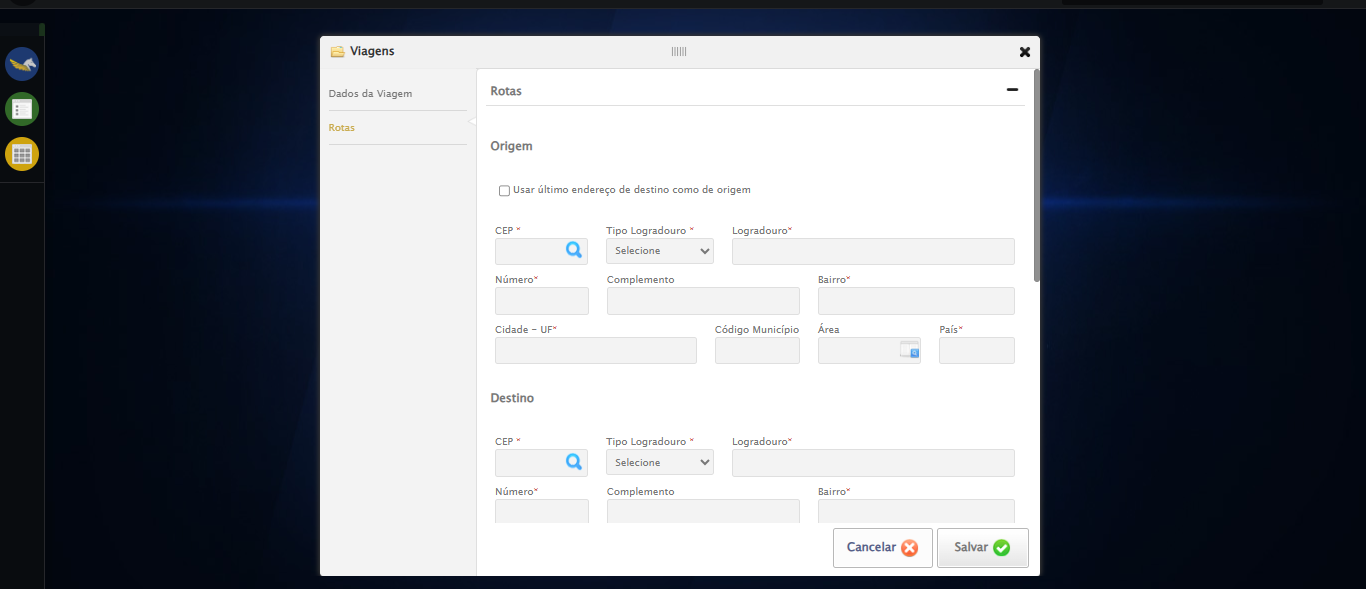 Viagens
Dados da Viagem
Rotas
Rotas
Origem
Usar último endereço de destino como de origem
CEP * Tipo Logradouro * Logradouro*
Selecione
Número* Complemento Bairro*
Cidade - UF* Código Município Área País*
Destino
CEP * Tipo Logradouro * Logradouro*
Selecione
Número* Complemento Bairro*
Cancelar Salvar